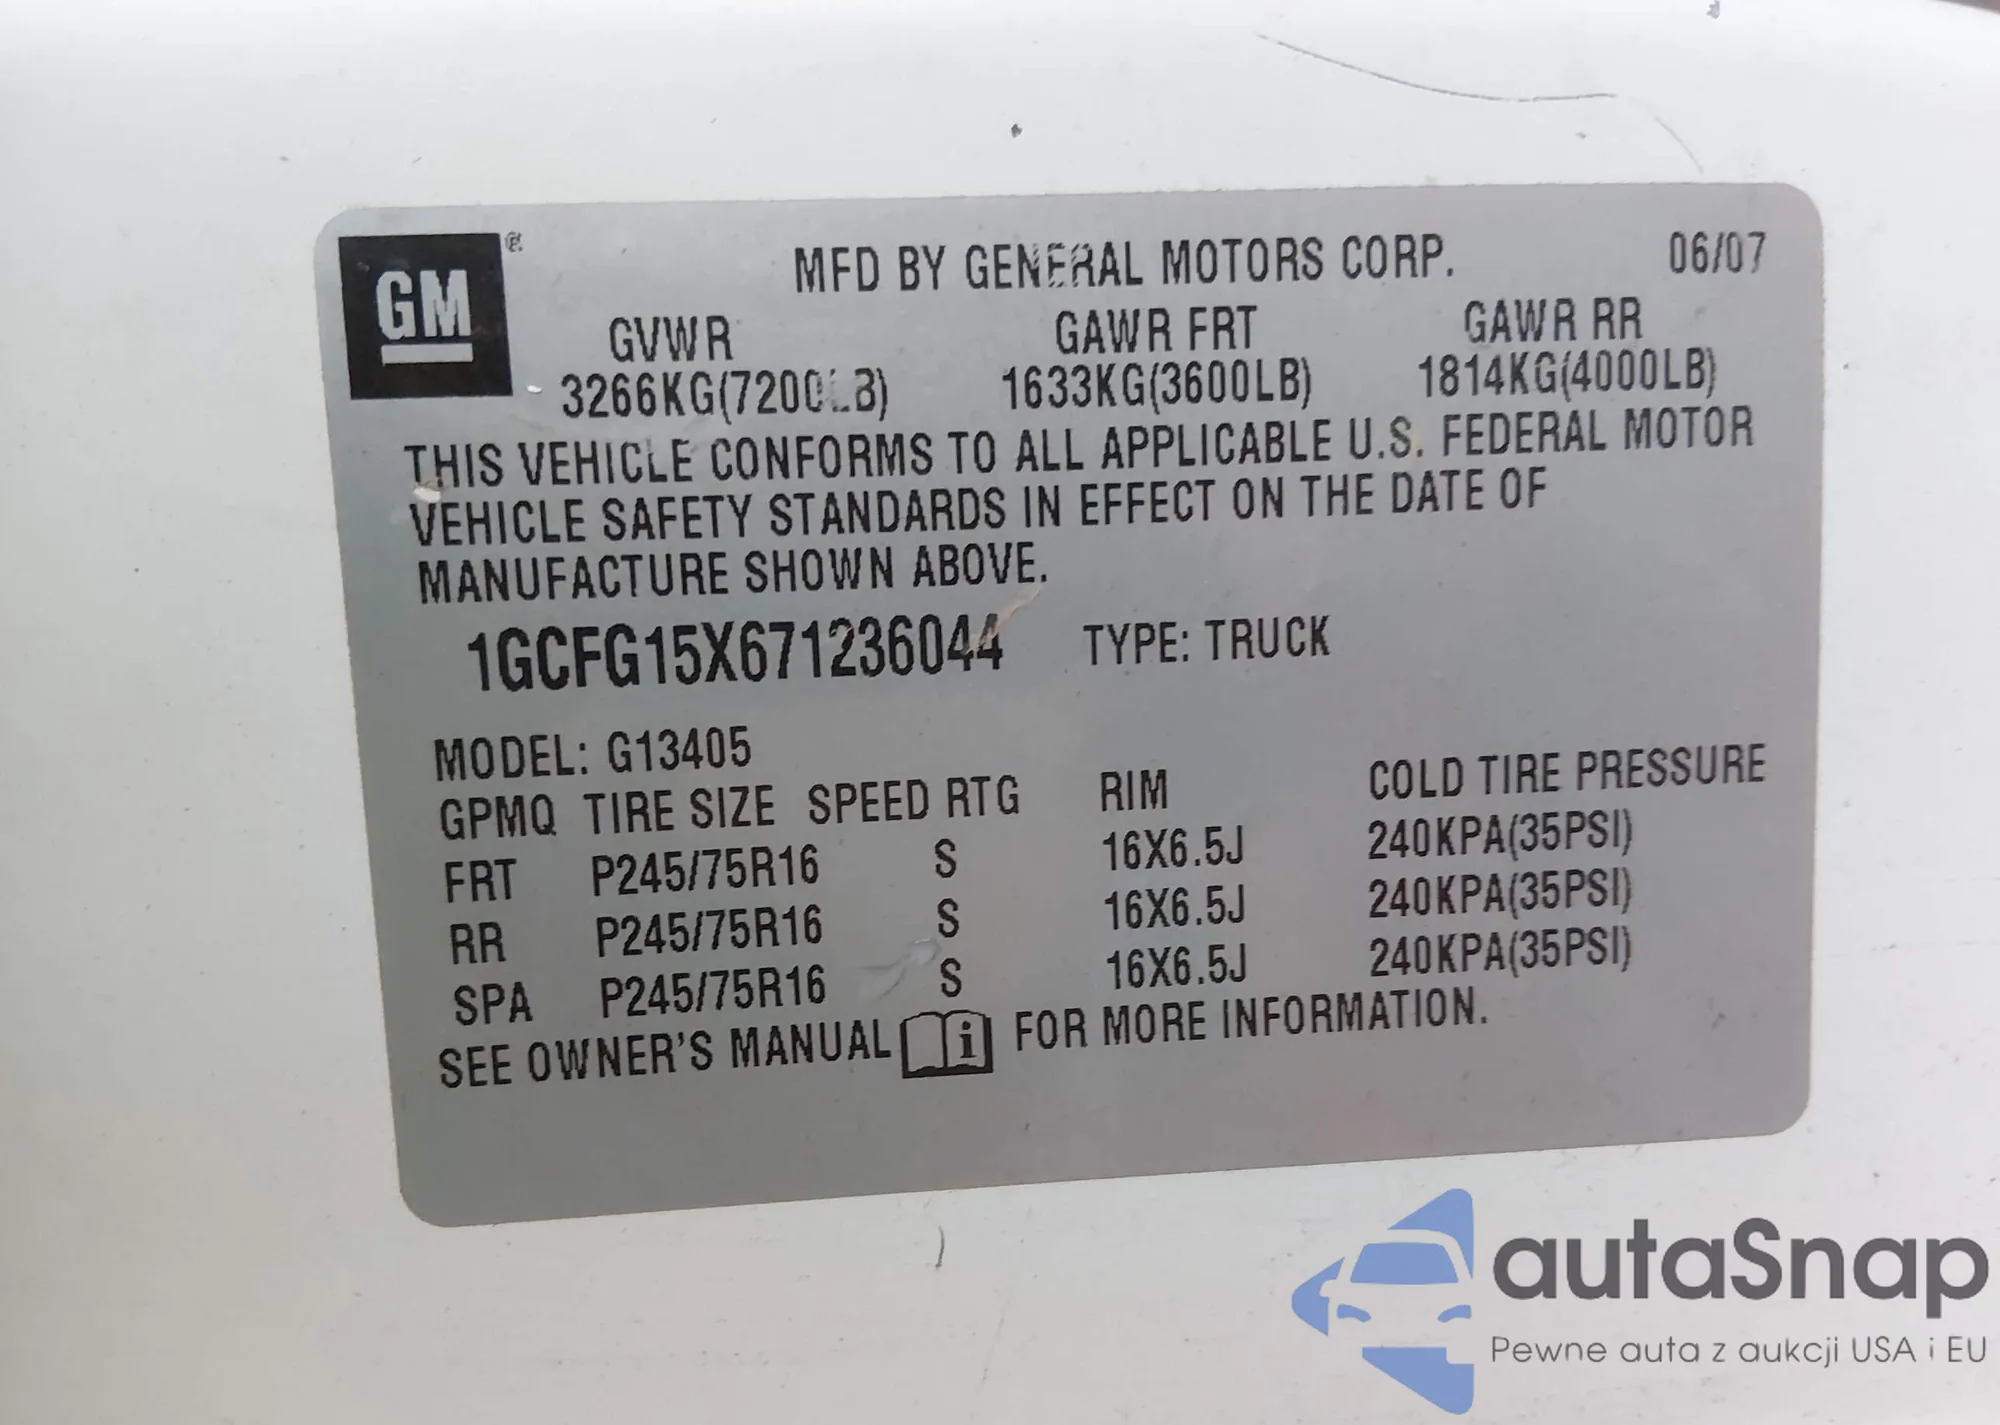 GM ®
MFD BY GENERAL MOTORS CORP. 06/07
GVWR GAWR FRT GAWR RR
3266KG(7200LB) 1633KG(3600LB) 1814KG(4000LB)
THIS VEHICLE CONFORMS TO ALL APPLICABLE U.S. FEDERAL MOTOR
VEHICLE SAFETY STANDARDS IN EFFECT ON THE DATE OF
MANUFACTURE SHOWN ABOVE.
1GCFG15X671236044 TYPE: TRUCK
MODEL: G13405
GPMQ TIRE SIZE SPEED RTG RIM COLD TIRE PRESSURE
FRT P245/75R16 S 16X6.5J 240KPA(35PSI)
RR P245/75R16 S 16X6.5J 240KPA(35PSI)
SPA P245/75R16 S 16X6.5J 240KPA(35PSI)
SEE OWNER'S MANUAL i FOR MORE INFORMATION.
autaSnap
Pewne auta z aukcji USA i EU